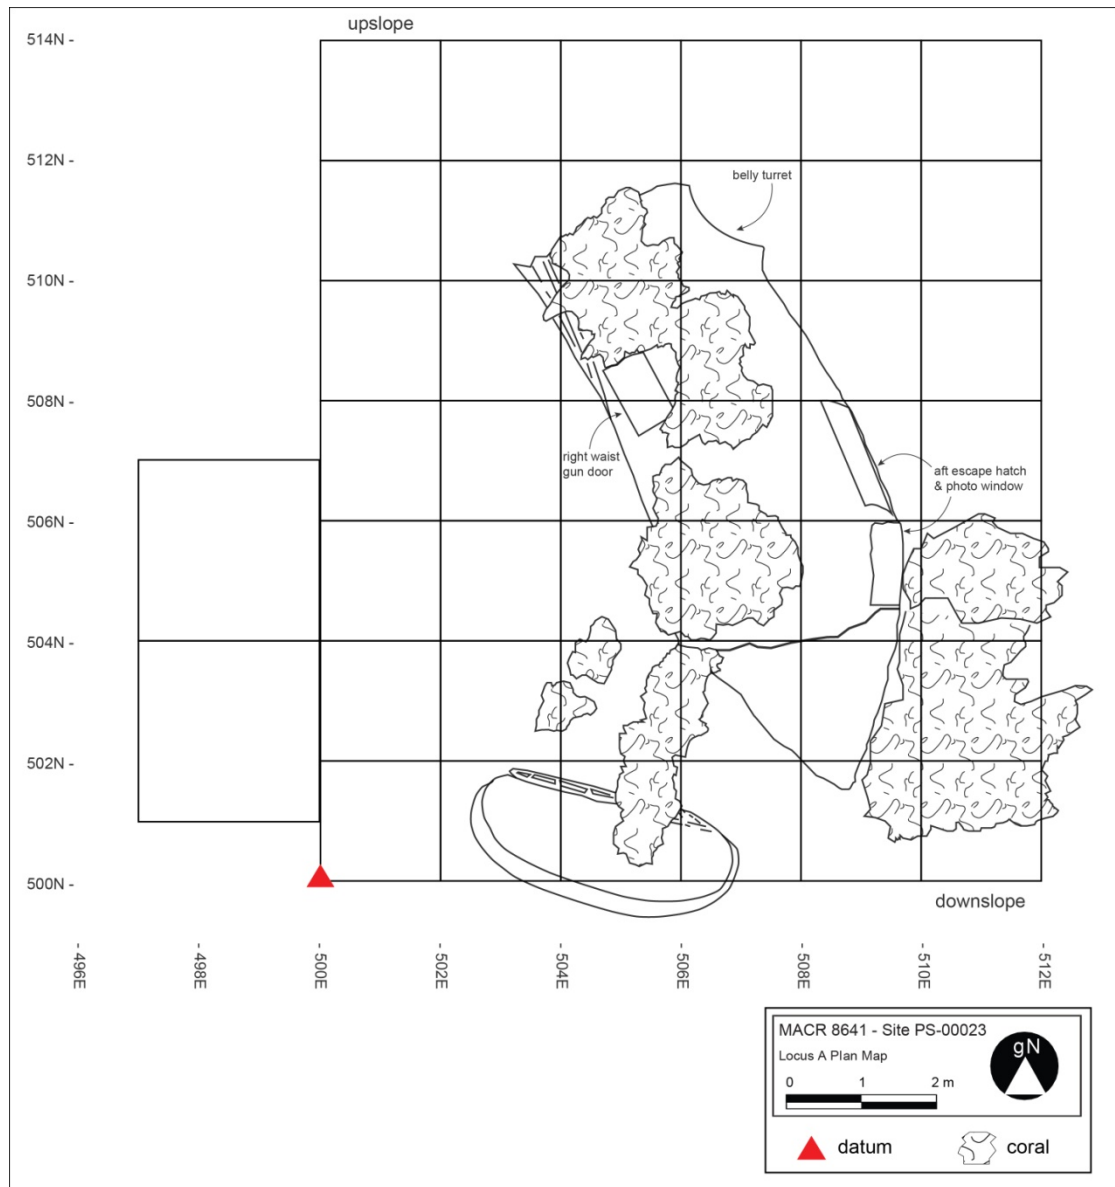 upslope
514N -
512N -
belly turret
510N -
508N -
right waist
gun door
aft escape hatch
& photo window
506N -
504N -
502N -
500N -
downslope
- 496E
- 498E
- 500E
- 502E
- 504E
- 506E
- 508E
- 510E
- 512E
MACR 8641 - Site PS-00023
Locus A Plan Map
gN
0 1 2 m
datum
coral